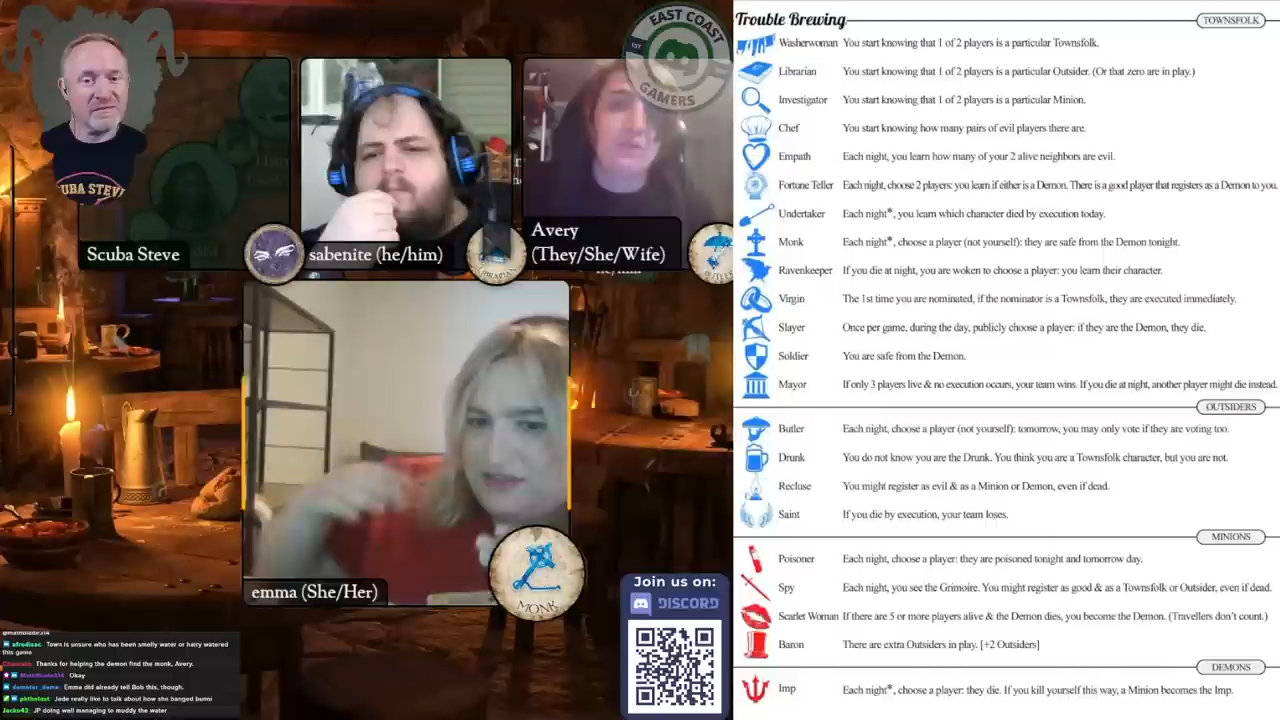 EAST COAST
EST
GAMERS
UBA STEV
Scuba Steve
sabenite (he/him)
LIBRARIAN
Avery
(They/She/Wife)
BUTLER
he/him
emma (She/Her)
MONK
Join us on:
DISCORD
@mathblade314
afrodisac: Town is unsure who has been smelly water or hairy watered
this game
Thanks for helping the demon find the monk, Avery.
MathBlade314 Okay
demnter_deme: Emma did already tell Bob this, though.
pktheloot: Jade really like to talk about how she banged bunni
Jocko43: JP doing well managing to muddy the water
Trouble Brewing
TOWNSFOLK
Washerwoman You start knowing that 1 of 2 players is a particular Townsfolk.
Librarian You start knowing that 1 of 2 players is a particular Outsider. (Or that zero are in play.)
Investigator You start knowing that 1 of 2 players is a particular Minion.
Chef You start knowing how many pairs of evil players there are.
Empath Each night, you learn how many of your 2 alive neighbors are evil.
Fortune Teller Each night, choose 2 players: you learn if either is a Demon. There is a good player that registers as a Demon to you.
Undertaker Each night*, you learn which character died by execution today.
Monk Each night*, choose a player (not yourself): they are safe from the Demon tonight.
Ravenkeeper If you die at night, you are woken to choose a player: you learn their character.
Virgin The 1st time you are nominated, if the nominator is a Townsfolk, they are executed immediately.
Slayer Once per game, during the day, publicly choose a player: if they are the Demon, they die.
Soldier You are safe from the Demon.
Mayor If only 3 players live & no execution occurs, your team wins. If you die at night, another player might die instead.
OUTSIDERS
Butler Each night, choose a player (not yourself): tomorrow, you may only vote if they are voting too.
Drunk You do not know you are the Drunk. You think you are a Townsfolk character, but you are not.
Recluse You might register as evil & as a Minion or Demon, even if dead.
Saint If you die by execution, your team loses.
MINIONS
Poisoner Each night, choose a player: they are poisoned tonight and tomorrow day.
Spy Each night, you see the Grimoire. You might register as good & as a Townsfolk or Outsider, even if dead.
Scarlet Woman If there are 5 or more players alive & the Demon dies, you become the Demon. (Travellers don't count.)
Baron There are extra Outsiders in play. [+2 Outsiders]
DEMONS
Imp Each night*, choose a player: they die. If you kill yourself this way, a Minion becomes the Imp.